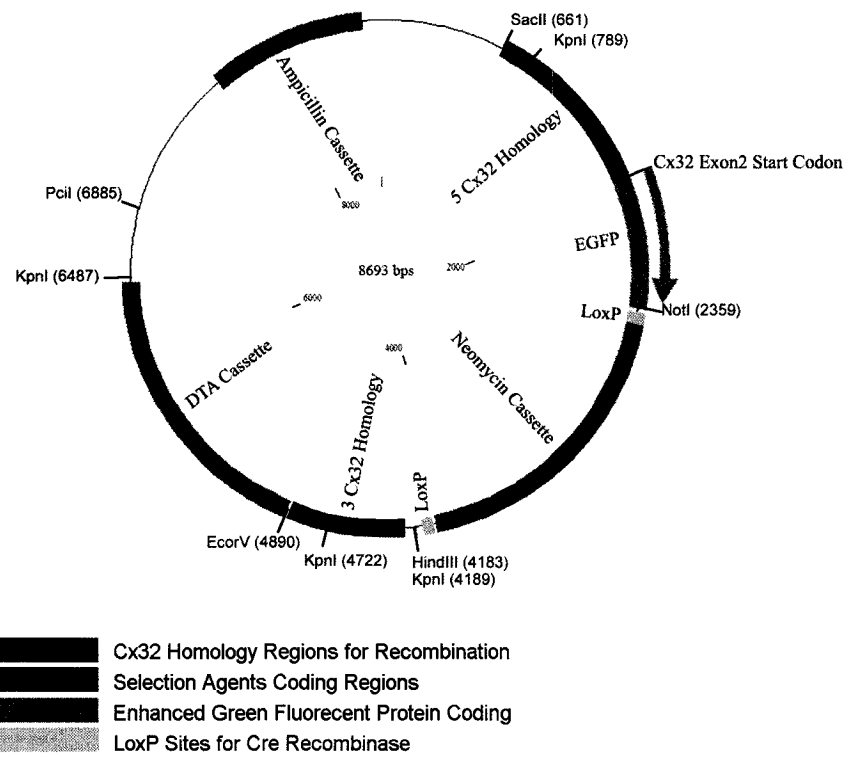 SacII (661)
KpnI (789)
Ampicillin Cassette
5 Cx32 Homology
Cx32 Exon2 Start Codon
PciI (6885)
8000
EGFP
8693 bps
2000
KpnI (6487)
6000
LoxP
NotI (2359)
4000
Neomycin Cassette
DTA Cassette
3 Cx32 Homology
LoxP
EcorV (4890)
KpnI (4722)
HindIII (4183)
KpnI (4189)
Cx32 Homology Regions for Recombination
Selection Agents Coding Regions
Enhanced Green Fluorecent Protein Coding
LoxP Sites for Cre Recombinase